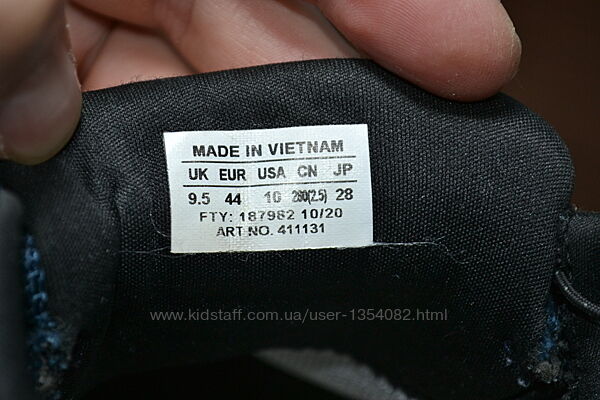 MADE IN VIETNAM
UK EUR USA CN JP
9.5 44 10 280(2.5) 28
FTY: 187982 10/20
ART NO. 411131
www.kidstaff.com.ua/user-1354082.html